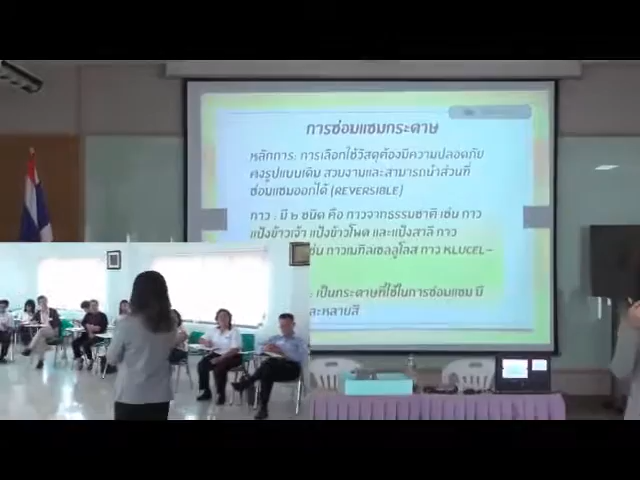 การซ่อมแซมกระดาษ
หลักการ: การเลือกใช้วัสดุต้องมีความปลอดภัย
คงรูปแบบเดิม สวยงามและสามารถนำส่วนที่
ซ่อมแซมออกได้ (REVERSIBLE)
กาว : มี ๒ ชนิด คือ กาวจากธรรมชาติ เช่น กาว
แป้งข้าวเจ้า แป้งข้าวโพด และแป้งสาลี กาว
เช่น กาวเมทิลเซลลูโลส กาว KLUCEL-
เป็นกระดาษที่ใช้ในการซ่อมแซม มี
และหลายสี